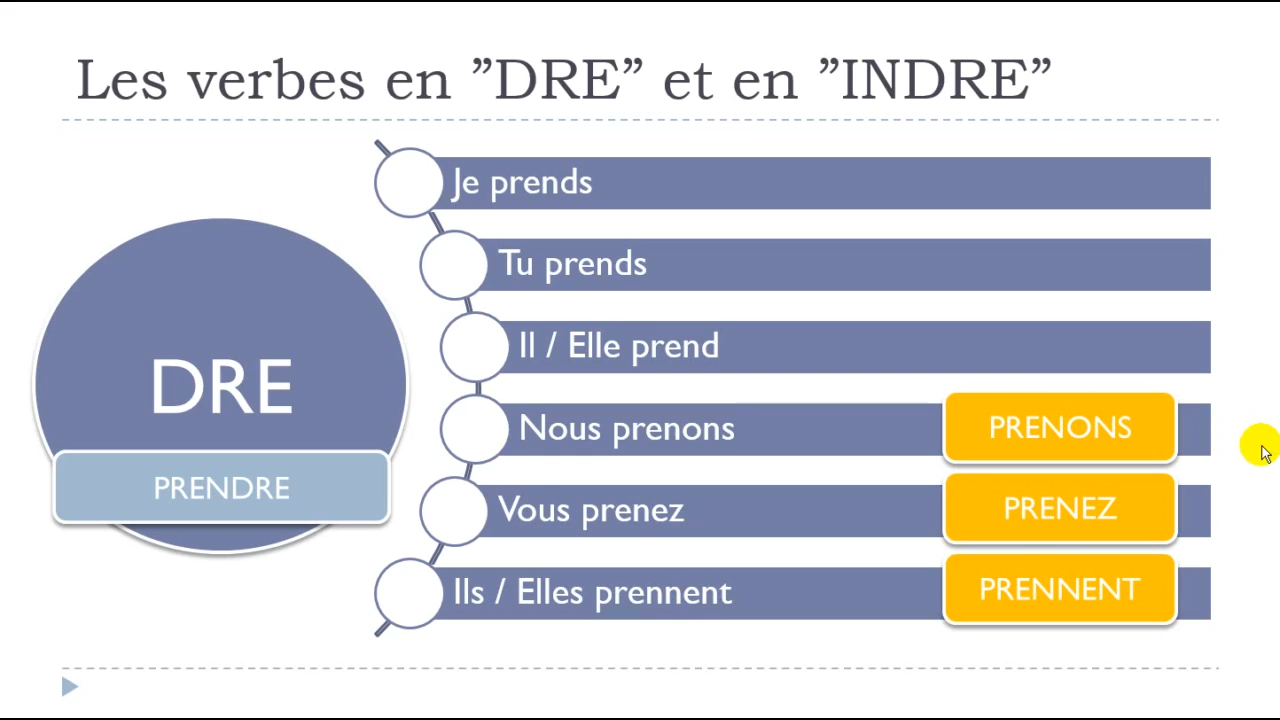 Les verbes en ”DRE” et en ”INDRE”
DRE
PRENDRE
Je prends
Tu prends
Il / Elle prend
Nous prenons
PRENONS
Vous prenez
PRENEZ
Ils / Elles prennent
PRENNENT